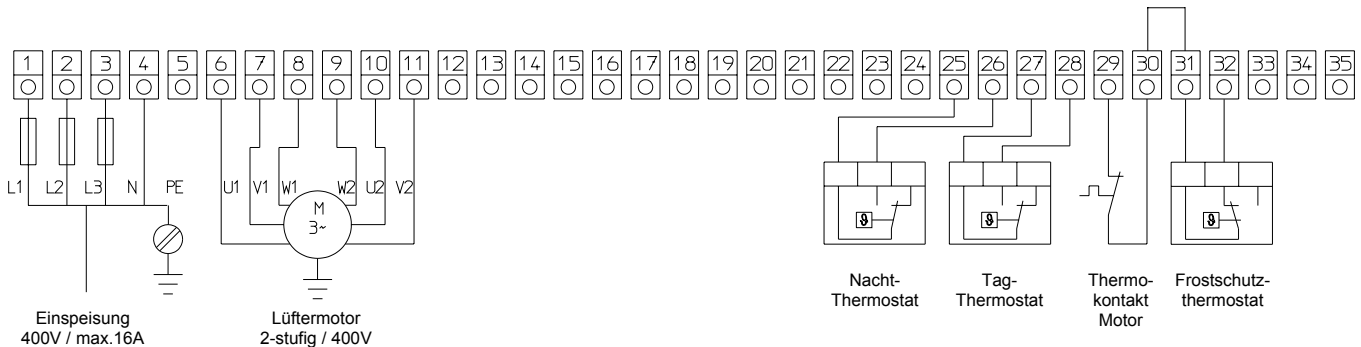 1 2 3 4 5 6 7 8 9 10 11 12 13 14 15 16 17 18 19 20 21 22 23 24 25 26 27 28 29 30 31 32 33 34 35
L1 L2 L3 N PE U1 V1 W1 W2 U2 V2
M
3~
ϑ ϑ ϑ
Einspeisung
400V / max.16A
Lüftermotor
2-stufig / 400V
Nacht-
Thermostat
Tag-
Thermostat
Thermo-
kontakt
Motor
Frostschutz-
thermostat